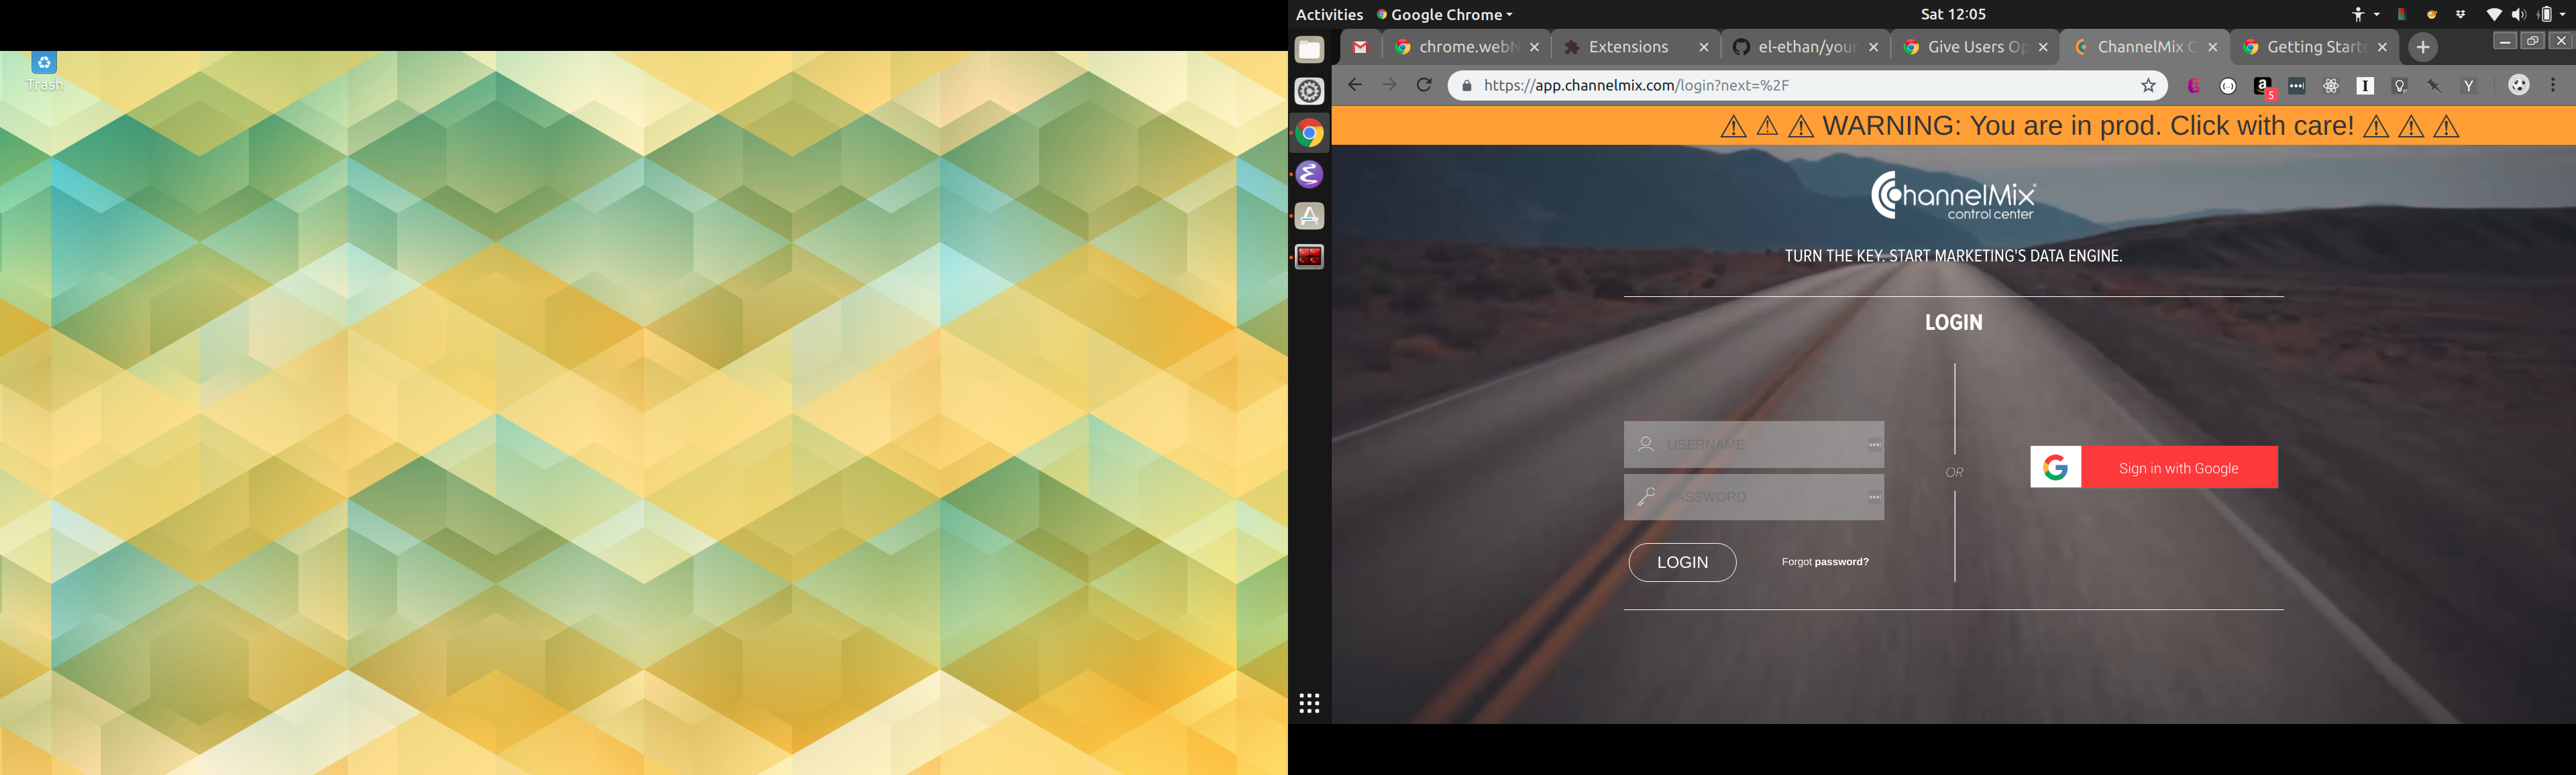 Trash
Activities Google Chrome Sat 12:05
chrome.webN Extensions el-ethan/your Give Users Op ChannelMix C Getting Starte
https://app.channelmix.com/login?next=%2F
a 5 I Y
⚠ ⚠ ⚠ WARNING: You are in prod. Click with care! ⚠ ⚠ ⚠
ChannelMix
control center
TURN THE KEY. START MARKETING'S DATA ENGINE.
LOGIN
USERNAME
PASSWORD
OR
G Sign in with Google
LOGIN Forgot password?